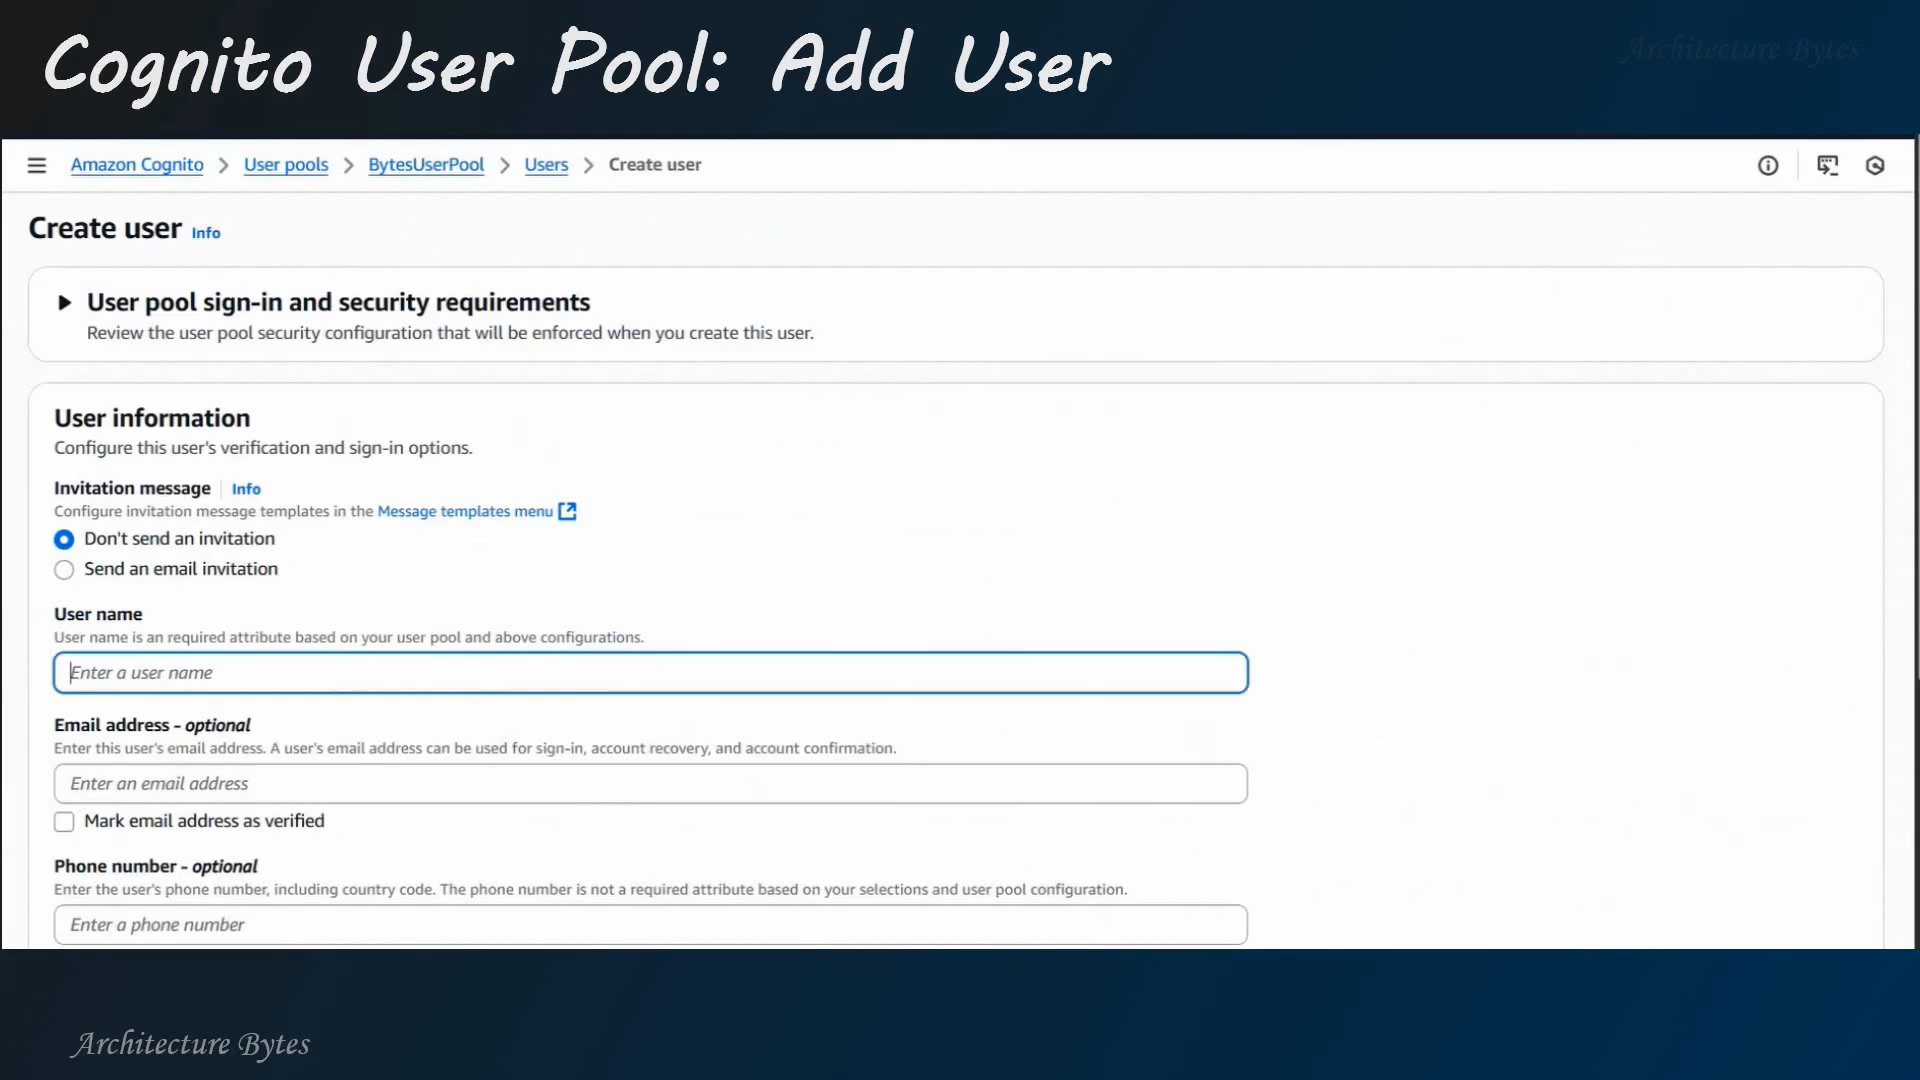 Cognito User Pool: Add User
Architecture Bytes
Amazon Cognito > User pools > BytesUserPool > Users > Create user
Create user Info
User pool sign-in and security requirements
Review the user pool security configuration that will be enforced when you create this user.
User information
Configure this user's verification and sign-in options.
Invitation message Info
Configure invitation message templates in the Message templates menu
Don't send an invitation
Send an email invitation
User name
User name is an required attribute based on your user pool and above configurations.
Enter a user name
Email address - optional
Enter this user's email address. A user's email address can be used for sign-in, account recovery, and account confirmation.
Enter an email address
Mark email address as verified
Phone number - optional
Enter the user's phone number, including country code. The phone number is not a required attribute based on your selections and user pool configuration.
Enter a phone number
Architecture Bytes